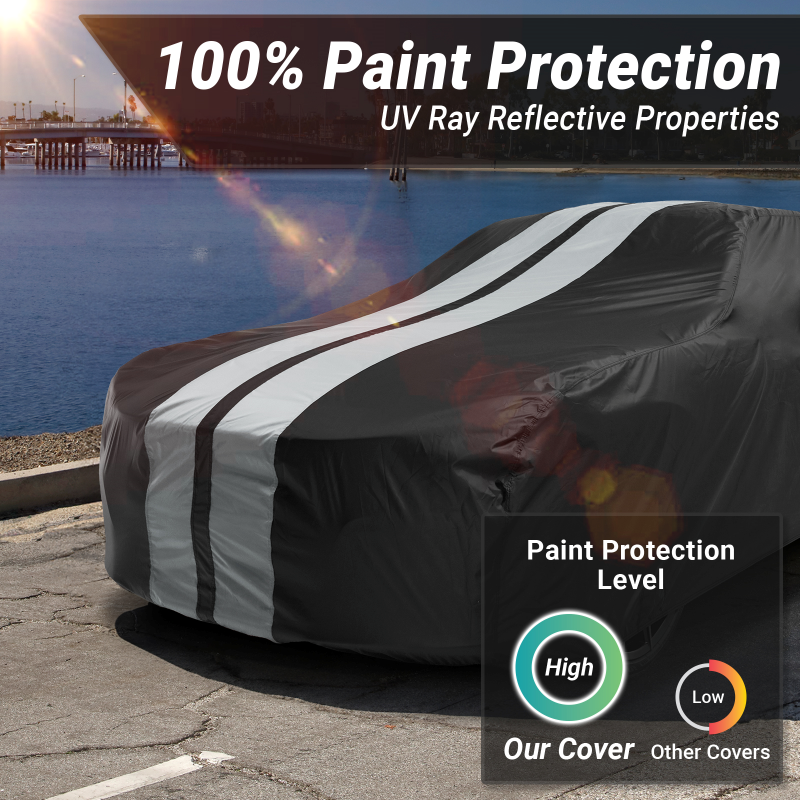 100% Paint Protection
UV Ray Reflective Properties
Paint Protection
Level
High
Low
Our Cover
Other Covers